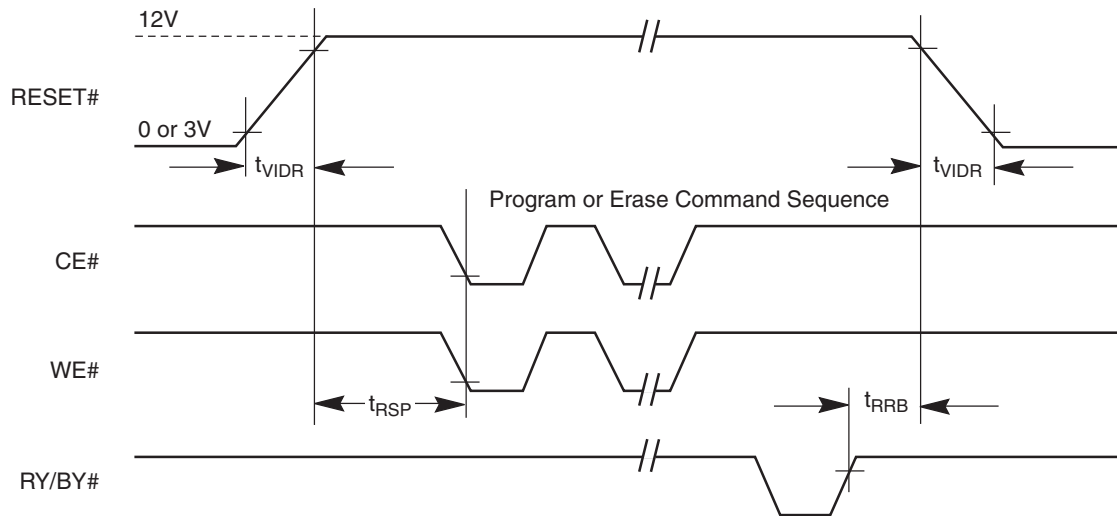 12V
RESET#
0 or 3V
tVIDR
tVIDR
Program or Erase Command Sequence
CE#
WE#
tRSP
tRRB
RY/BY#